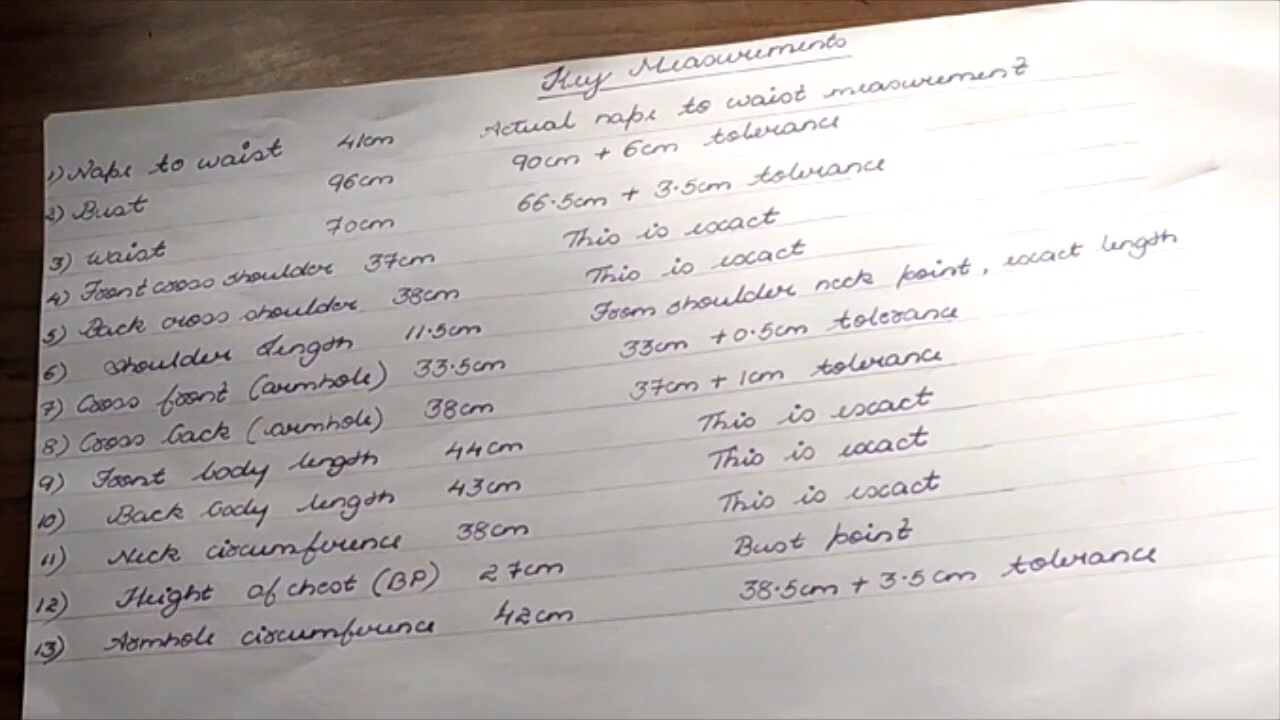 Key Measurements
1) Nape to waist 41cm Actual nape to waist measurement
2) Bust 96cm 90cm + 6cm tolerance
3) Waist 70cm 66.5cm + 3.5cm tolerance
4) Front cross shoulder 37cm This is exact
5) Back cross shoulder 38cm This is exact
6) Shoulder length 11.5cm From shoulder neck point, exact length
7) Cross front (armhole) 33.5cm 33cm + 0.5cm tolerance
8) Cross back (armhole) 38cm 37cm + 1cm tolerance
9) Front body length 44cm This is exact
10) Back body length 43cm This is exact
11) Neck circumference 38cm This is exact
12) Height of chest (BP) 27cm Bust point
13) Armhole circumference 42cm 38.5cm + 3.5cm tolerance